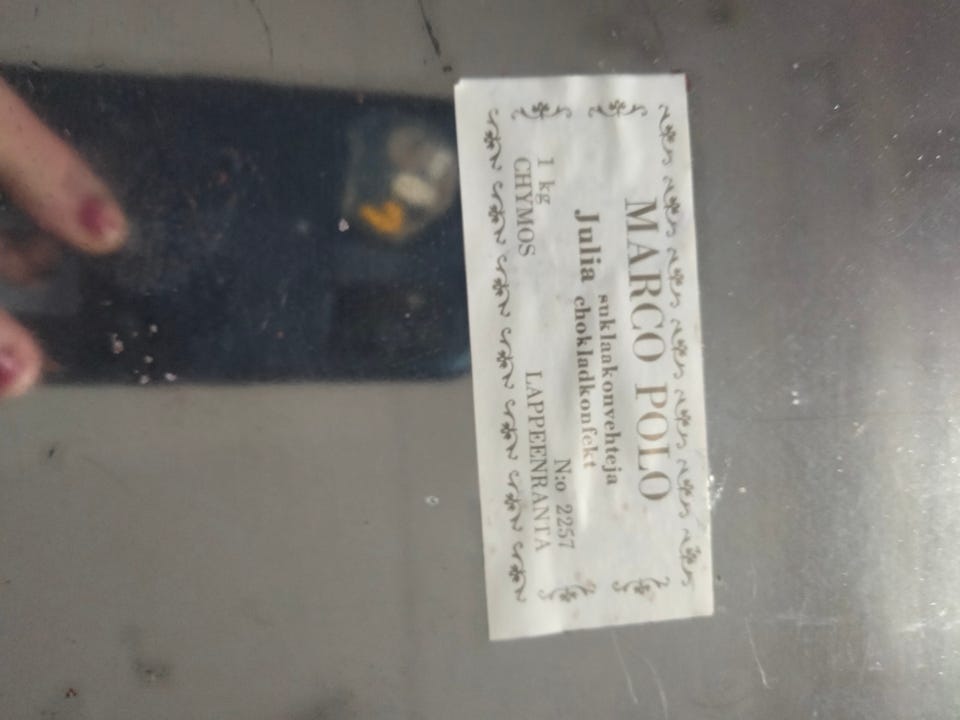 MARCO POLO
Julia suklaakonvehteja
chokladkonfekt
1 kg N:o 2257
CHYMOS LAPPEENRANTA